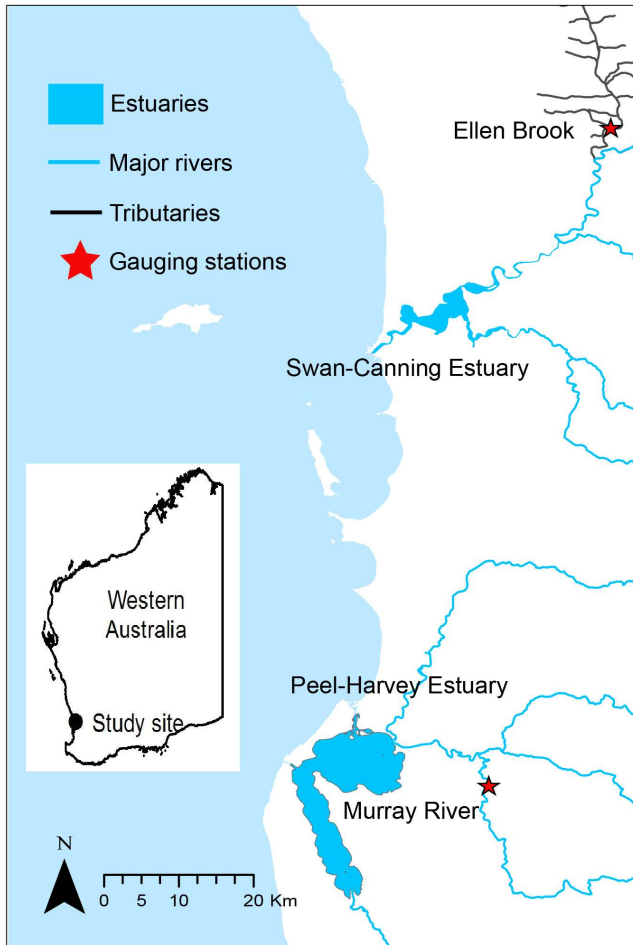 Estuaries
Major rivers
Tributaries
Gauging stations
Ellen Brook
Swan-Canning Estuary
Western
Australia
Study site
Peel-Harvey Estuary
Murray River
N
0 5 10 20 Km